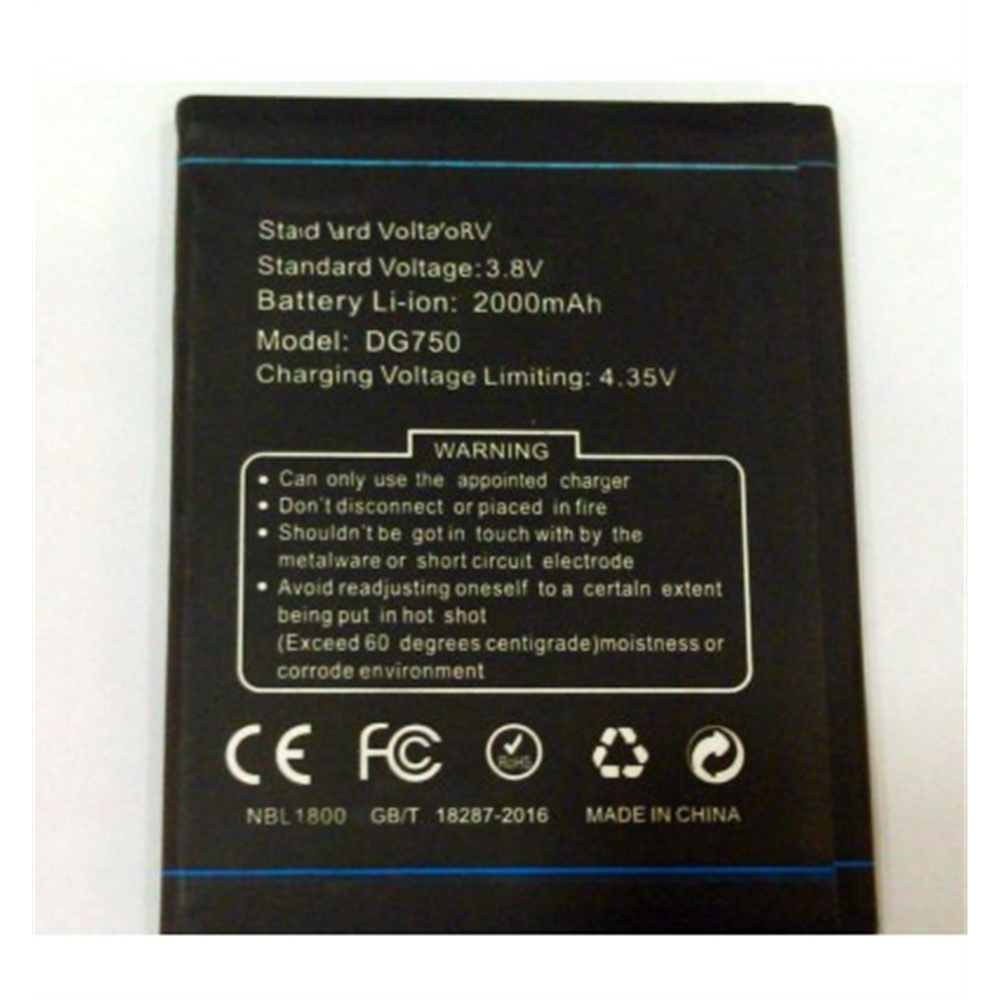 Standard Voltage:3.8V
Battery Li-ion: 2000mAh
Model: DG750
Charging Voltage Limiting: 4.35V
WARNING
• Can only use the appointed charger
• Don't disconnect or placed in fire
• Shouldn't be got in touch with by the
metalware or short circuit electrode
• Avoid readjusting oneself to a certain extent
being put in hot shot
(Exceed 60 degrees centigrade)moistness or
corrode environment
CE FC RoHS
NBL1800 GB/T 18287-2016 MADE IN CHINA